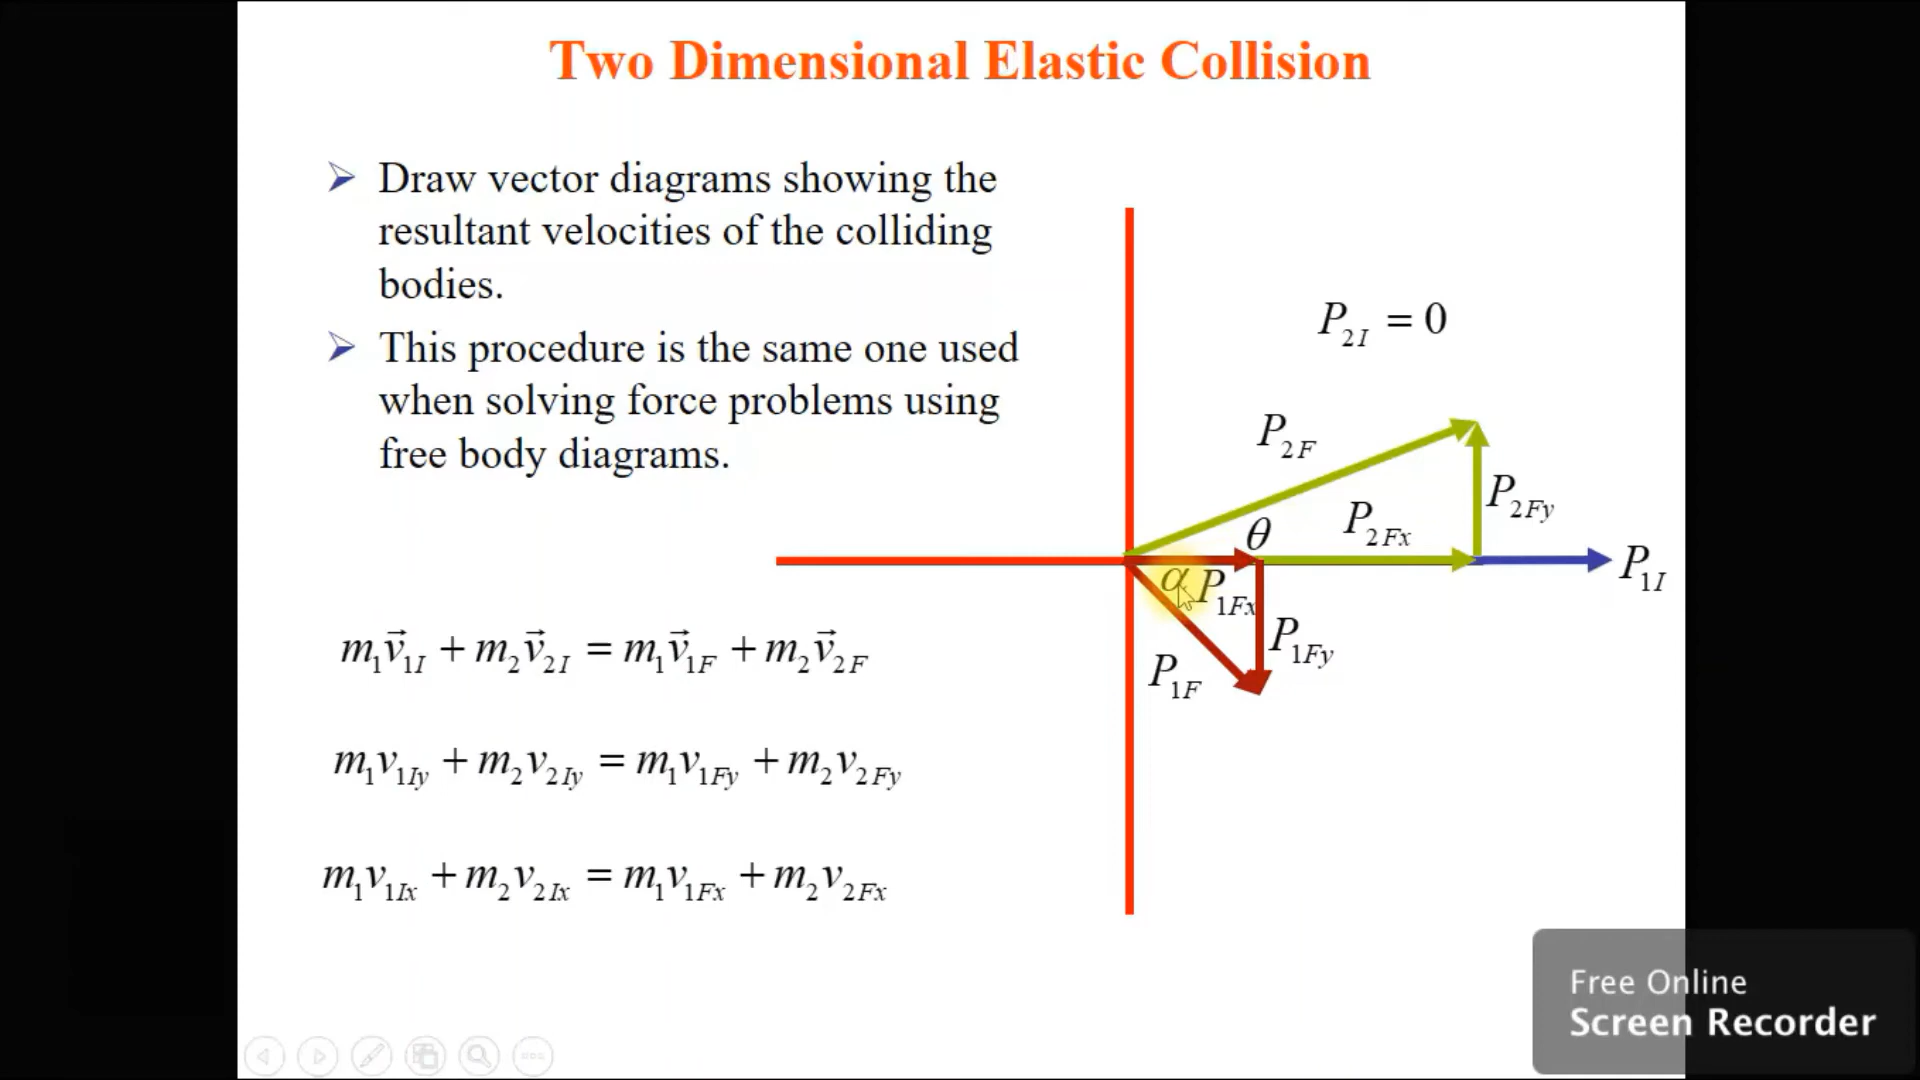 Two Dimensional Elastic Collision
Draw vector diagrams showing the
resultant velocities of the colliding
bodies.
This procedure is the same one used
when solving force problems using
free body diagrams.
P₂I = 0
P₂F
P₂Fy
θ
P₂Fx
P₁I
α
P₁Fx
P₁Fy
P₁F
m₁v⃗₁I + m₂v⃗₂I = m₁v⃗₁F + m₂v⃗₂F
m₁v₁Iy + m₂v₂Iy = m₁v₁Fy + m₂v₂Fy
m₁v₁Ix + m₂v₂Ix = m₁v₁Fx + m₂v₂Fx
Free Online
Screen Recorder